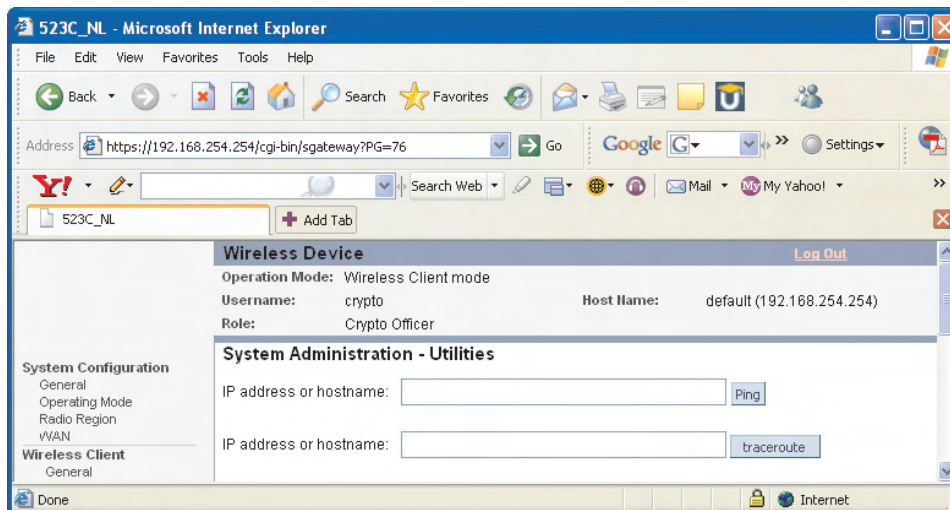 523C_NL - Microsoft Internet Explorer
File Edit View Favorites Tools Help
Back Search Favorites
Address https://192.168.254.254/cgi-bin/sgateway?PG=76 Go Google G Settings
Y! Search Web Mail My My Yahoo!
523C_NL Add Tab
Wireless Device Log Out
Operation Mode: Wireless Client mode
Username: crypto Host Name: default (192.168.254.254)
Role: Crypto Officer
System Administration - Utilities
System Configuration
General
Operating Mode
Radio Region
WAN
Wireless Client
General
IP address or hostname: Ping
IP address or hostname: traceroute
Done Internet